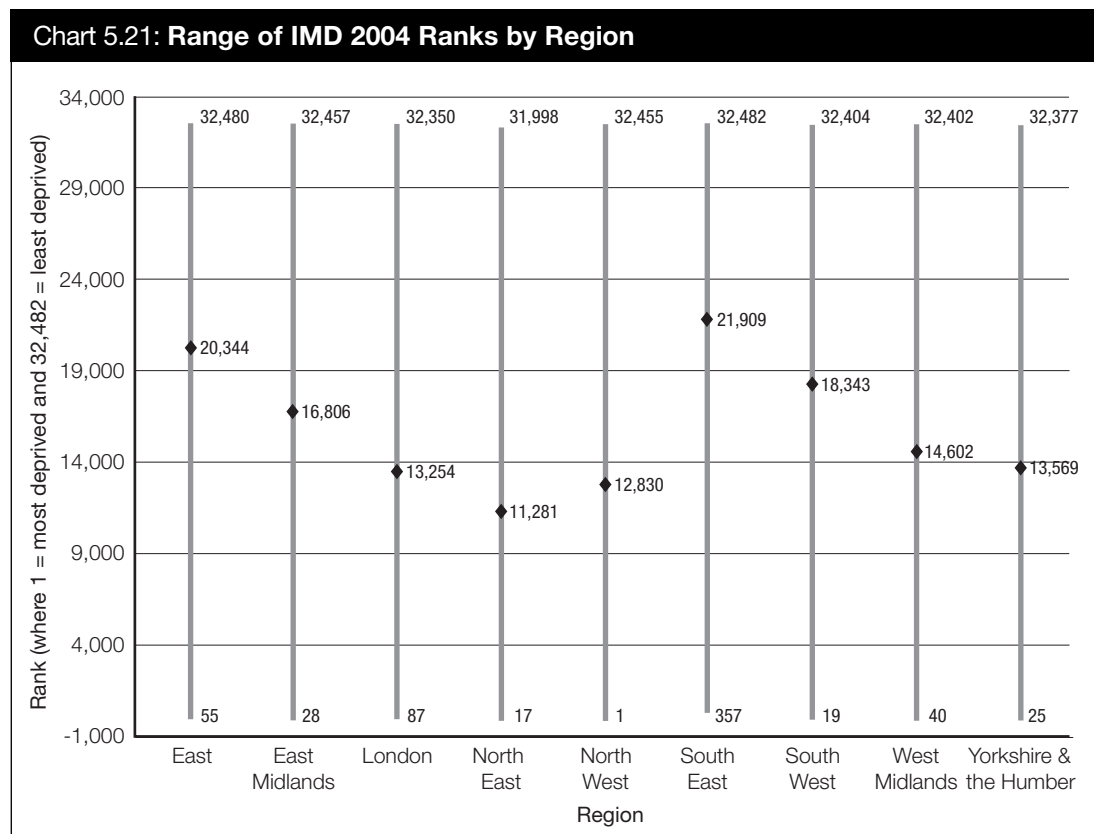 Chart 5.21: Range of IMD 2004 Ranks by Region
Rank (where 1 = most deprived and 32,482 = least deprived)
34,000
29,000
24,000
19,000
14,000
9,000
4,000
-1,000
32,480 32,457 32,350 31,998 32,455 32,482 32,404 32,402 32,377
20,344 16,806 13,254 11,281 12,830 21,909 18,343 14,602 13,569
55 28 87 17 1 357 19 40 25
East
East
Midlands
London
North
East
North
West
South
East
South
West
West
Midlands
Yorkshire &
the Humber
Region